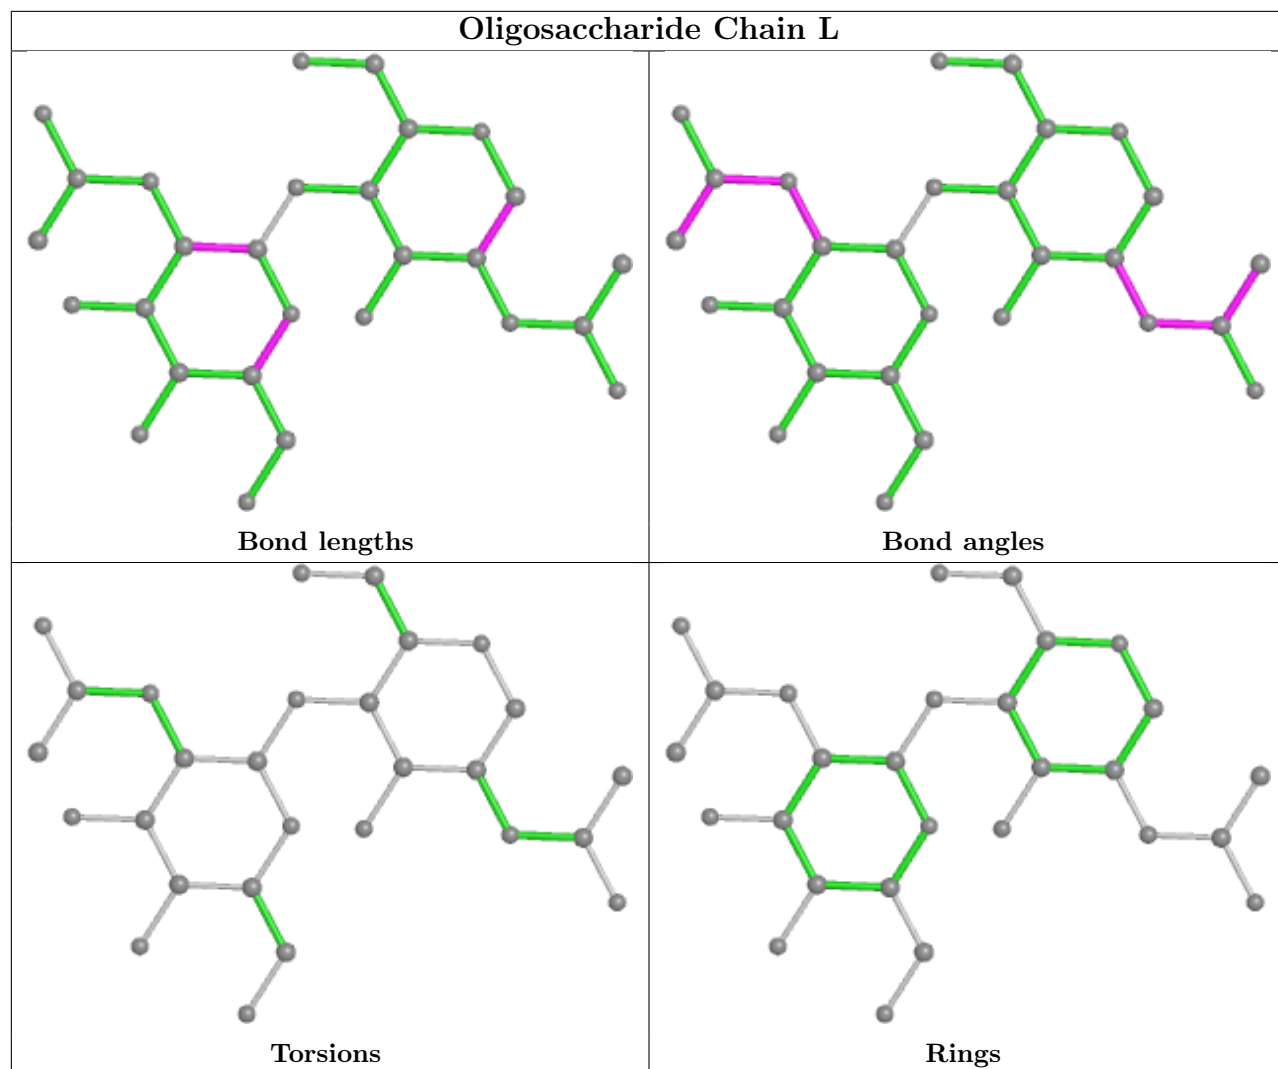 Oligosaccharide Chain L
Bond lengths
Bond angles
Torsions
Rings